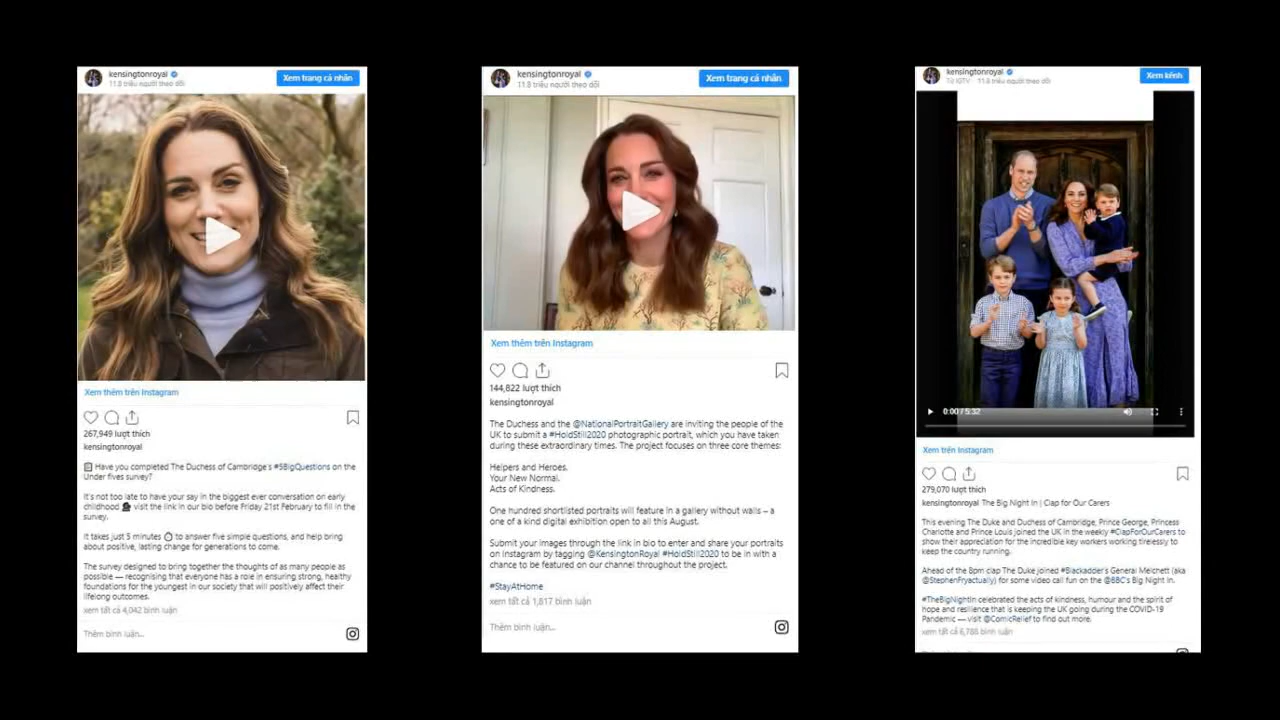 kensingtonroyal
11.8 triệu người theo dõi
Xem trang cá nhân
Xem thêm trên Instagram
267,949 lượt thích
kensingtonroyal
Have you completed The Duchess of Cambridge's #5BigQuestions on the
Under fives survey?
It's not too late to have your say in the biggest ever conversation on early
childhood visit the link in our bio before Friday 21st February to fill in the
survey.
It takes just 5 minutes to answer five simple questions, and help bring
about positive, lasting change for generations to come.
The survey designed to bring together the thoughts of as many people as
possible — recognising that everyone has a role in ensuring strong, healthy
foundations for the youngest in our society that will positively affect their
lifelong outcomes.
xem tất cả 4,042 bình luận
Thêm bình luận...
kensingtonroyal
11.8 triệu người theo dõi
Xem trang cá nhân
Xem thêm trên Instagram
144,822 lượt thích
kensingtonroyal
The Duchess and the @NationalPortraitGallery are inviting the people of the
UK to submit a #HoldStill2020 photographic portrait, which you have taken
during these extraordinary times. The project focuses on three core themes:
Helpers and Heroes.
Your New Normal.
Acts of Kindness.
One hundred shortlisted portraits will feature in a gallery without walls – a
one of a kind digital exhibition open to all this August.
Submit your images through the link in bio to enter and share your portraits
on Instagram by tagging @KensingtonRoyal #HoldStill2020 to be in with a
chance to be featured on our channel throughout the project.
#StayAtHome
xem tất cả 1,817 bình luận
Thêm bình luận...
kensingtonroyal
Từ IGTV · 11.8 triệu người theo dõi
Xem kênh
0:00 / 5:32
Xem trên Instagram
279,070 lượt thích
kensingtonroyal The Big Night In | Clap for Our Carers
This evening The Duke and Duchess of Cambridge, Prince George, Princess
Charlotte and Prince Louis joined the UK in the weekly #ClapForOurCarers to
show their appreciation for the incredible key workers working tirelessly to
keep the country running.
Ahead of the 8pm clap The Duke joined #Blackadder's General Melchett (aka
@StephenFryactually) for some video call fun on the @BBC's Big Night In.
#TheBigNightIn celebrated the acts of kindness, humour and the spirit of
hope and resilience that is keeping the UK going during the COVID-19
Pandemic — visit @ComicRelief to find out more.
xem tất cả 6,788 bình luận